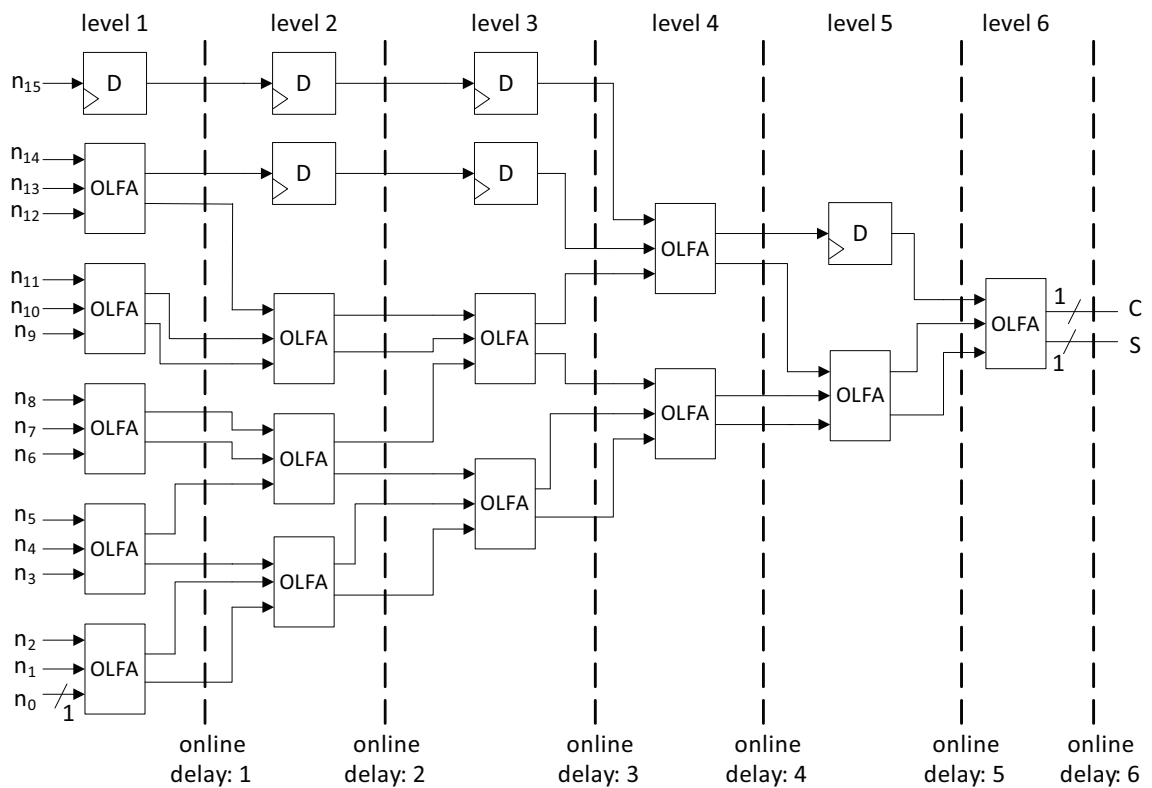 level 1 level 2 level 3 level 4 level 5 level 6
n15 D D D
n14 OLFA D D
n13
n12
OLFA D
n11 OLFA
n10
n9
OLFA OLFA OLFA 1 C
1 S
n8 OLFA
n7
n6
OLFA OLFA OLFA
n5 OLFA
n4
n3
OLFA OLFA
n2 OLFA
n1
n0 1
online delay: 1
online delay: 2
online delay: 3
online delay: 4
online delay: 5
online delay: 6